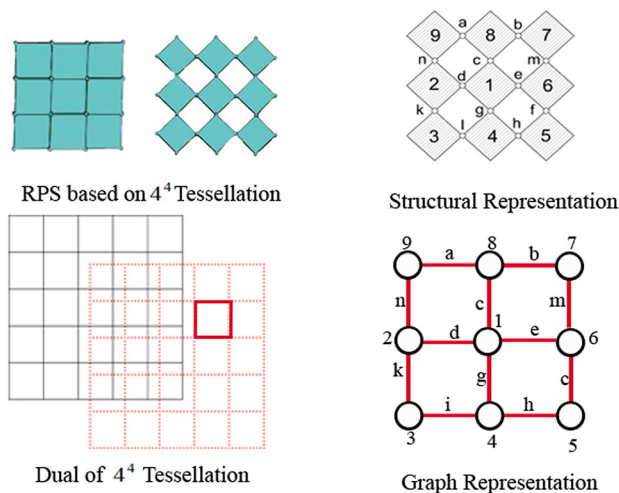 a b
9 8 7
n c m
2 d 1 e 6
k g f
3 l 4 h 5
RPS based on 4⁴ Tessellation
Structural Representation
9 8 7
a b
n c m
2 d 1 e 6
k g c
i h
3 4 5
Dual of 4⁴ Tessellation
Graph Representation